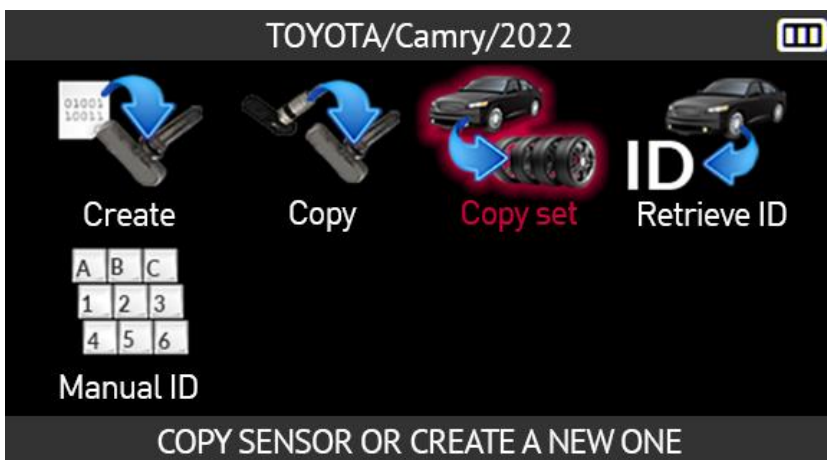 TOYOTA/Camry/2022
01001
10011
ID
Create
Copy
Copy set
Retrieve ID
A B C
1 2 3
4 5 6
Manual ID
COPY SENSOR OR CREATE A NEW ONE